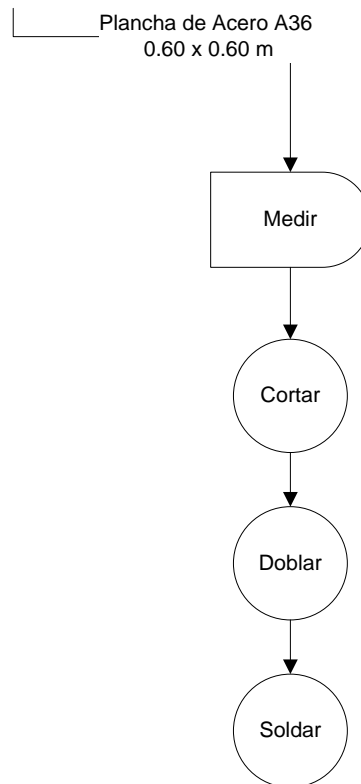 Plancha de Acero A36
0.60 x 0.60 m
Medir
Cortar
Doblar
Soldar